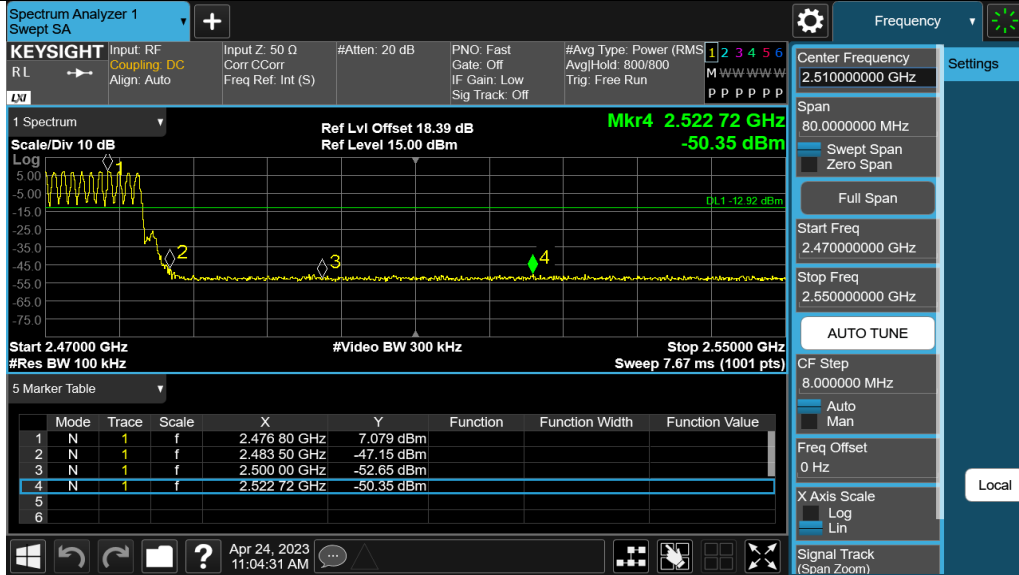 Spectrum Analyzer 1
Swept SA
+
Frequency
KEYSIGHT
RL
LXI
Input: RF
Coupling: DC
Align: Auto
Input Z: 50 Ω
Corr CCorr
Freq Ref: Int (S)
#Atten: 20 dB
PNO: Fast
Gate: Off
IF Gain: Low
Sig Track: Off
#Avg Type: Power (RMS
Avg|Hold: 800/800
Trig: Free Run
1 2 3 4 5 6
M W W W W W
P P P P P P
1 Spectrum
Scale/Div 10 dB
Ref Lvl Offset 18.39 dB
Ref Level 15.00 dBm
Mkr4 2.522 72 GHz
-50.35 dBm
Log
5.00
-5.00
-15.0
-25.0
-35.0
-45.0
-55.0
-65.0
-75.0
1
2
3
4
DL1 -12.92 dBm
Start 2.47000 GHz
#Video BW 300 kHz
Stop 2.55000 GHz
#Res BW 100 kHz
Sweep 7.67 ms (1001 pts)
5 Marker Table
Mode Trace Scale X Y Function Function Width Function Value
1 N 1 f 2.476 80 GHz 7.079 dBm
2 N 1 f 2.483 50 GHz -47.15 dBm
3 N 1 f 2.500 00 GHz -52.65 dBm
4 N 1 f 2.522 72 GHz -50.35 dBm
5
6
Apr 24, 2023
11:04:31 AM
?
Center Frequency
2.510000000 GHz
Span
80.0000000 MHz
Swept Span
Zero Span
Full Span
Start Freq
2.470000000 GHz
Stop Freq
2.550000000 GHz
AUTO TUNE
CF Step
8.000000 MHz
Auto
Man
Freq Offset
0 Hz
X Axis Scale
Log
Lin
Signal Track
(Span Zoom)
Settings
Local